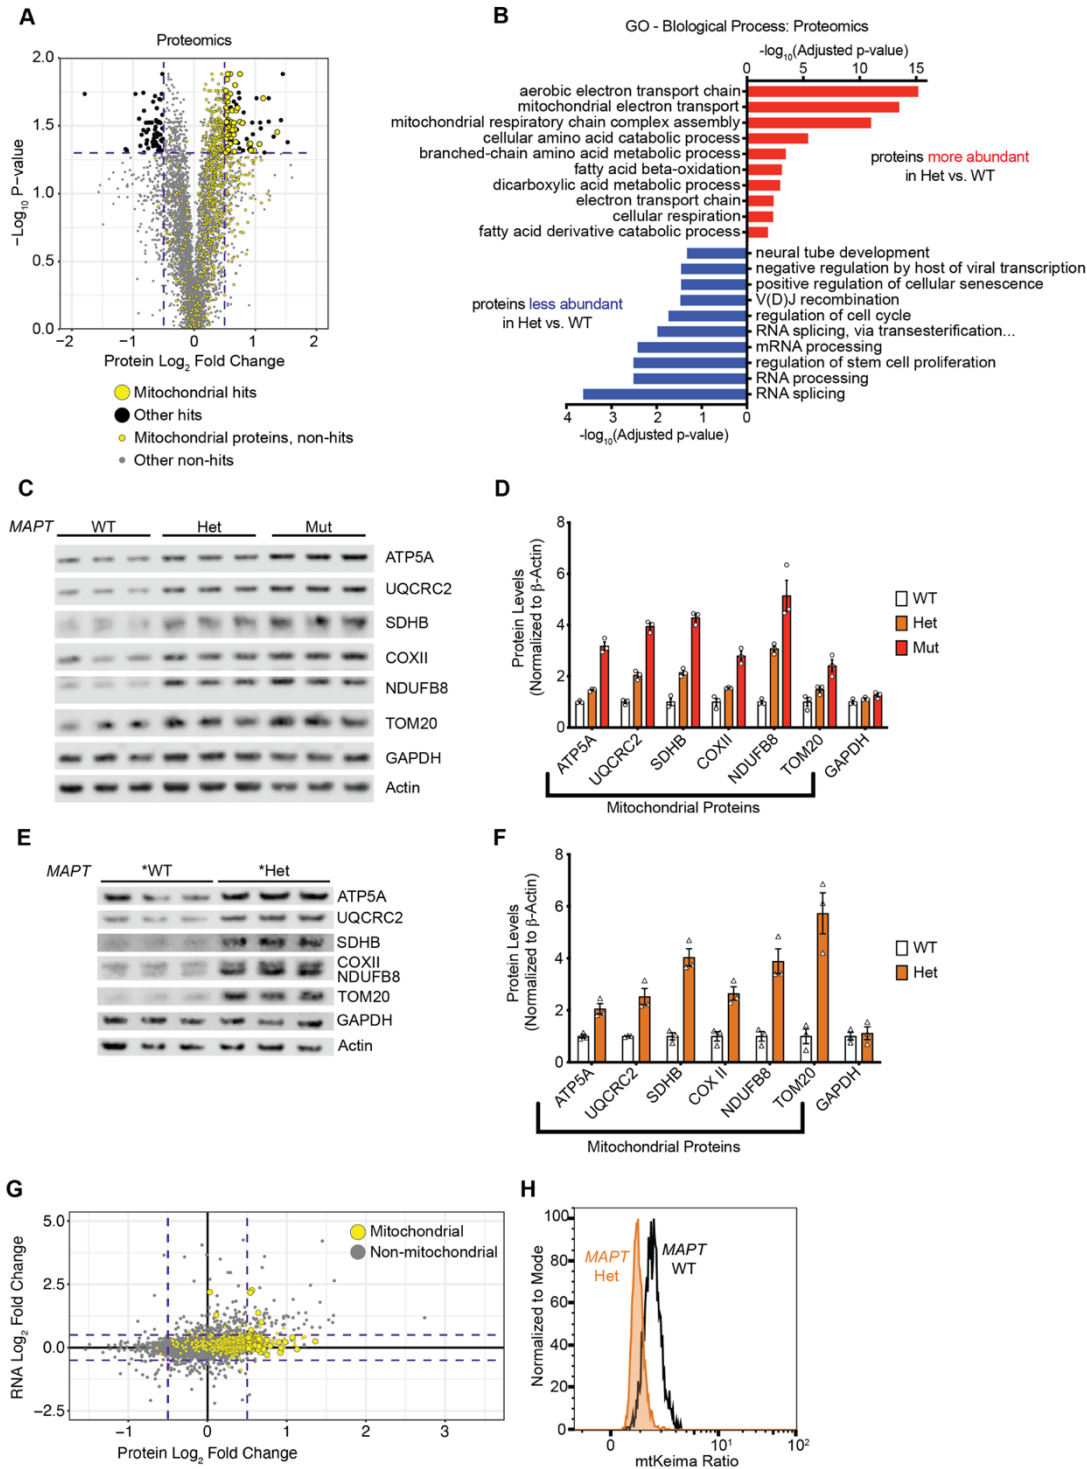 A
Proteomics
2.0
1.5
1.0
0.5
0.0
−Log10 P−value
−2
−1
0
1
2
Protein Log2 Fold Change
Mitochondrial hits
Other hits
Mitochondrial proteins, non-hits
Other non-hits
B
GO - BIological Process: Proteomics
-log10(Adjusted p-value)
0
5
10
15
aerobic electron transport chain
mitochondrial electron transport
mitochondrial respiratory chain complex assembly
cellular amino acid catabolic process
branched-chain amino acid metabolic process
fatty acid beta-oxidation
dicarboxylic acid metabolic process
electron transport chain
cellular respiration
fatty acid derivative catabolic process
proteins more abundant
in Het vs. WT
neural tube development
negative regulation by host of viral transcription
positive regulation of cellular senescence
V(D)J recombination
regulation of cell cycle
RNA splicing, via transesterification...
mRNA processing
regulation of stem cell proliferation
RNA processing
RNA splicing
proteins less abundant
in Het vs. WT
4
3
2
1
0
-log10(Adjusted p-value)
C
MAPT
WT
Het
Mut
ATP5A
UQCRC2
SDHB
COXII
NDUFB8
TOM20
GAPDH
Actin
D
Protein Levels
(Normalized to β-Actin)
8
6
4
2
0
WT
Het
Mut
ATP5A
UQCRC2
SDHB
COXII
NDUFB8
TOM20
GAPDH
Mitochondrial Proteins
E
MAPT
*WT
*Het
ATP5A
UQCRC2
SDHB
COXII
NDUFB8
TOM20
GAPDH
Actin
F
Protein Levels
(Normalized to β-Actin)
8
6
4
2
0
WT
Het
ATP5A
UQCRC2
SDHB
COX II
NDUFB8
TOM20
GAPDH
Mitochondrial Proteins
G
RNA Log2 Fold Change
5.0
2.5
0.0
−2.5
Mitochondrial
Non-mitochondrial
−1
0
1
2
3
Protein Log2 Fold Change
H
Normalized to Mode
100
80
60
40
20
0
MAPT
Het
MAPT
WT
0
10^1
10^2
mtKeima Ratio